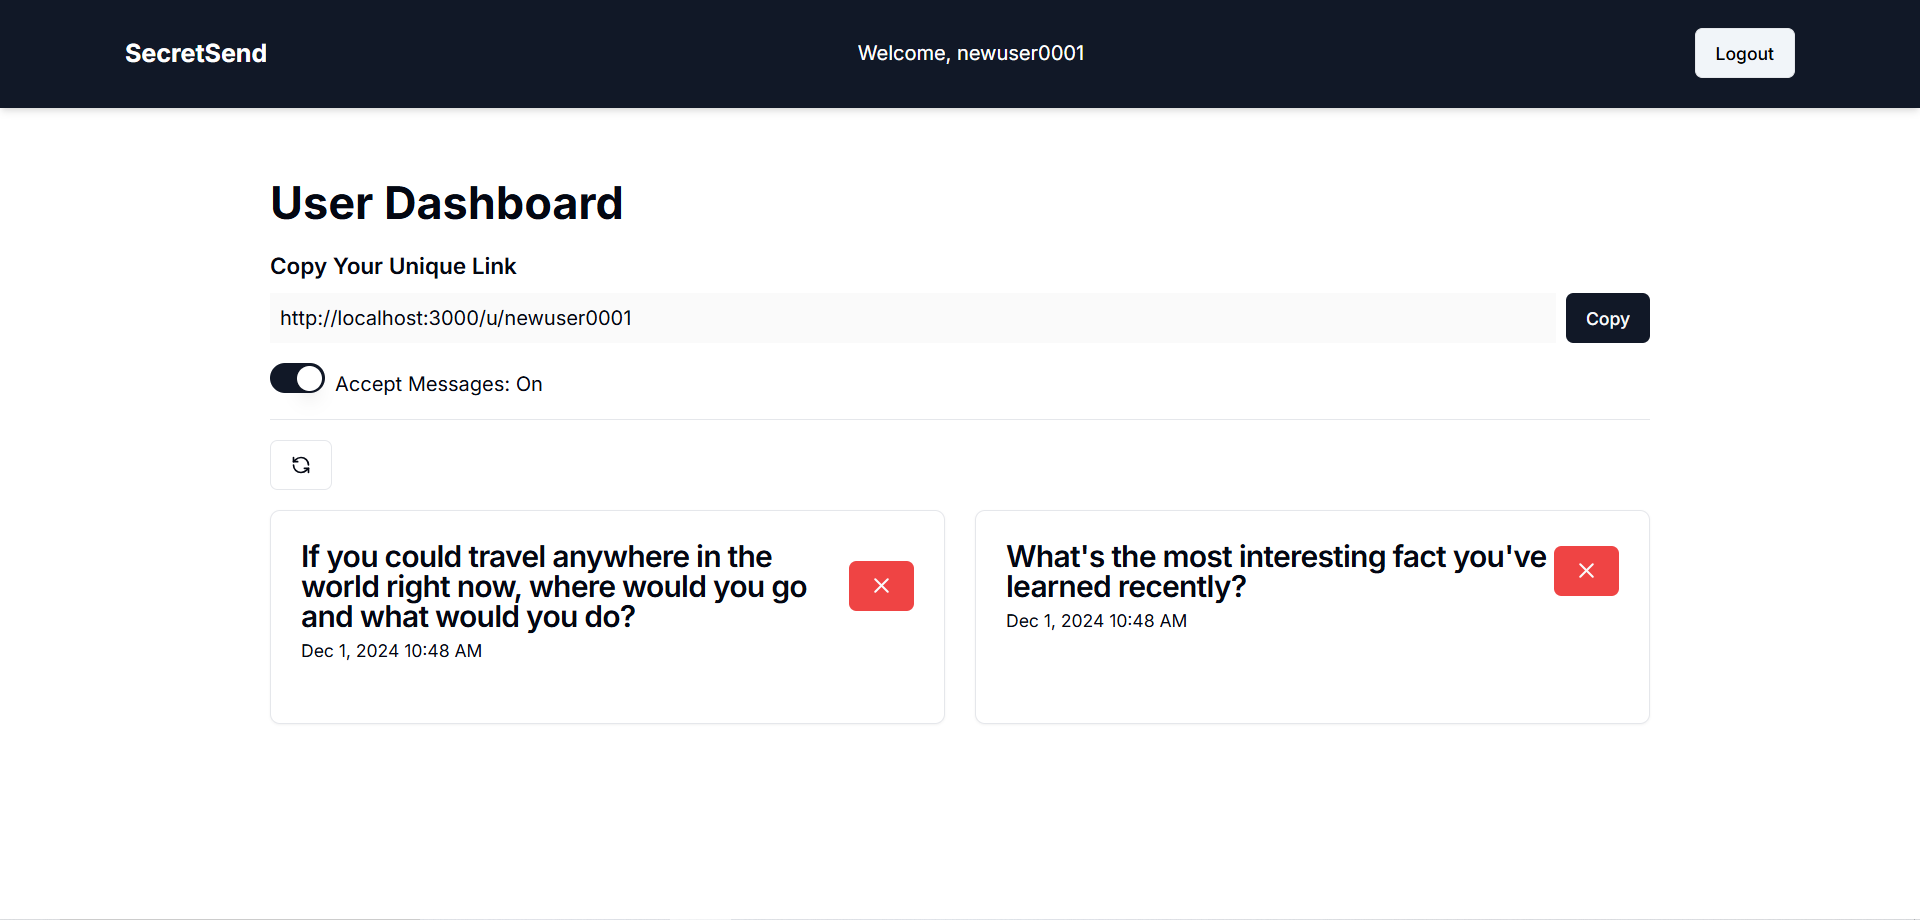 SecretSend
Welcome, newuser0001
Logout
User Dashboard
Copy Your Unique Link
http://localhost:3000/u/newuser0001
Copy
Accept Messages: On
If you could travel anywhere in the
world right now, where would you go
and what would you do?
Dec 1, 2024 10:48 AM
What's the most interesting fact you've
learned recently?
Dec 1, 2024 10:48 AM